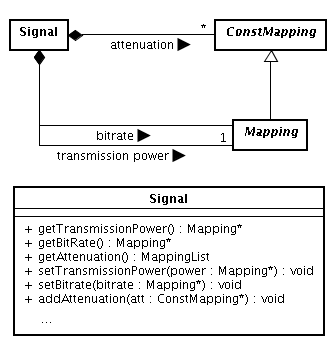 Signal
*
ConstMapping
attenuation ▶
Mapping
bitrate ▶
1
transmission power ▶
Signal
+ getTransmissionPower() : Mapping*
+ getBitRate() : Mapping*
+ getAttenuation() : MappingList
+ setTransmissionPower(power : Mapping*) : void
+ setBitrate(bitrate : Mapping*) : void
+ addAttenuation(att : ConstMapping*) : void
...